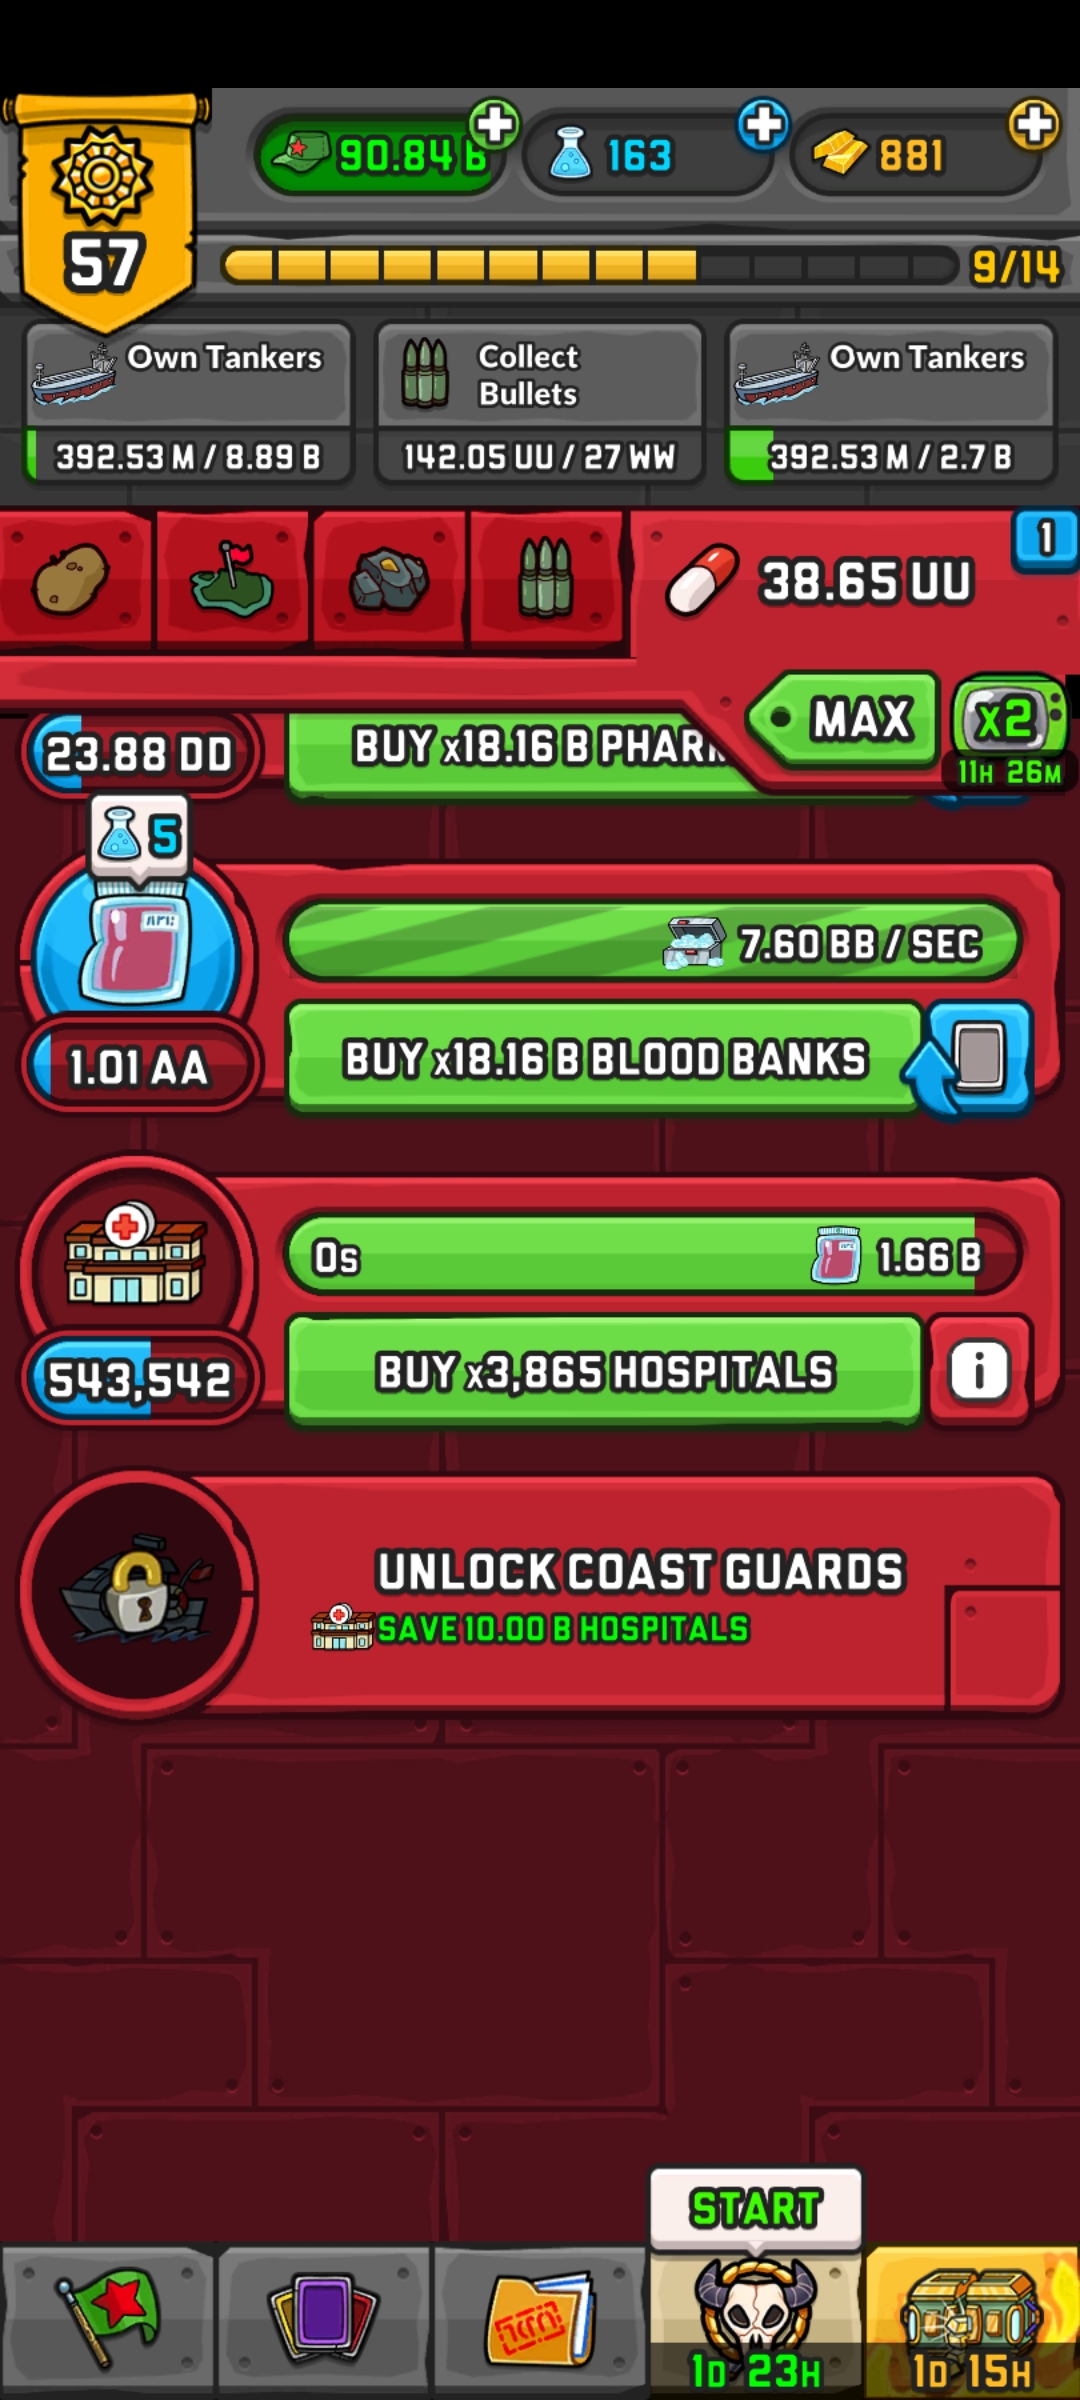 90.84 B
163
881
57
9/14
Own Tankers
392.53 M / 8.89 B
Collect
Bullets
142.05 UU / 27 WW
Own Tankers
392.53 M / 2.7 B
38.65 UU
1
MAX
x2
11H 26M
23.88 DD
BUY x18.16 B
5
7.60 BB / SEC
1.01 AA
BUY x18.16 B BLOOD BANKS
0s
1.66 B
543,542
BUY x3,865 HOSPITALS
i
UNLOCK COAST GUARDS
SAVE 10.00 B HOSPITALS
START
1D 23H
1D 15H